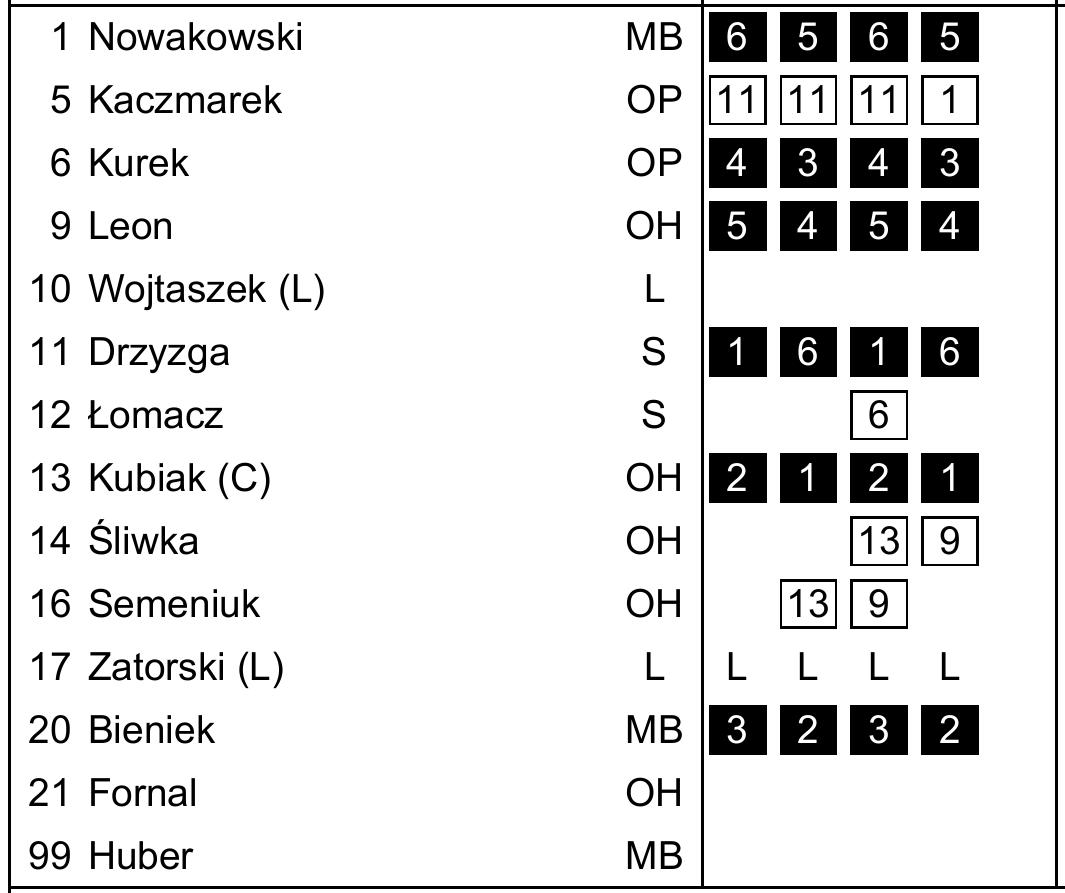 1 Nowakowski MB 6 5 6 5
5 Kaczmarek OP 11 11 11 1
6 Kurek OP 4 3 4 3
9 Leon OH 5 4 5 4
10 Wojtaszek (L) L
11 Drzyzga S 1 6 1 6
12 Łomacz S 6
13 Kubiak (C) OH 2 1 2 1
14 Śliwka OH 13 9
16 Semeniuk OH 13 9
17 Zatorski (L) L L L L L
20 Bieniek MB 3 2 3 2
21 Fornal OH
99 Huber MB